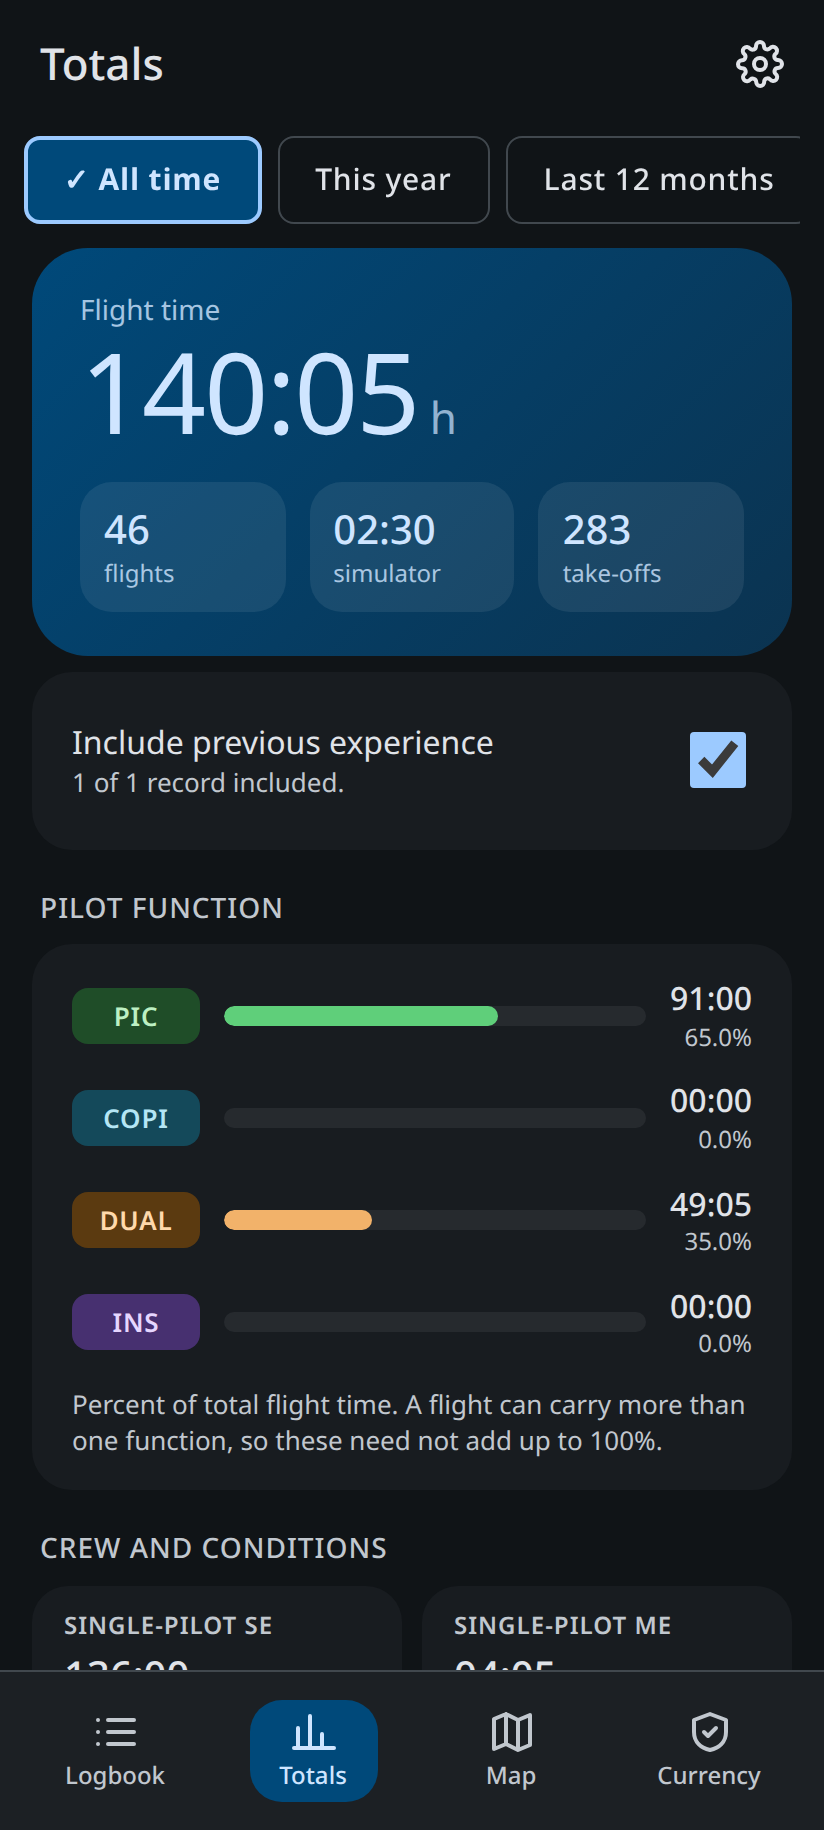 Totals
✓ All time
This year
Last 12 months
Flight time
140:05 h
46
flights
02:30
simulator
283
take-offs
Include previous experience
1 of 1 record included.
PILOT FUNCTION
PIC
91:00
65.0%
COPI
00:00
0.0%
DUAL
49:05
35.0%
INS
00:00
0.0%
Percent of total flight time. A flight can carry more than
one function, so these need not add up to 100%.
CREW AND CONDITIONS
SINGLE-PILOT SE
SINGLE-PILOT ME
Logbook
Totals
Map
Currency